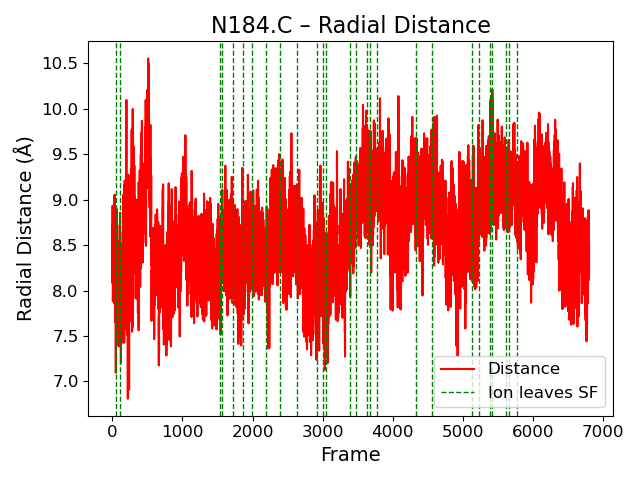 N184.C – Radial Distance
Radial Distance (Å)
10.5
10.0
9.5
9.0
8.5
8.0
7.5
7.0
Distance
Ion leaves SF
0 1000 2000 3000 4000 5000 6000 7000
Frame